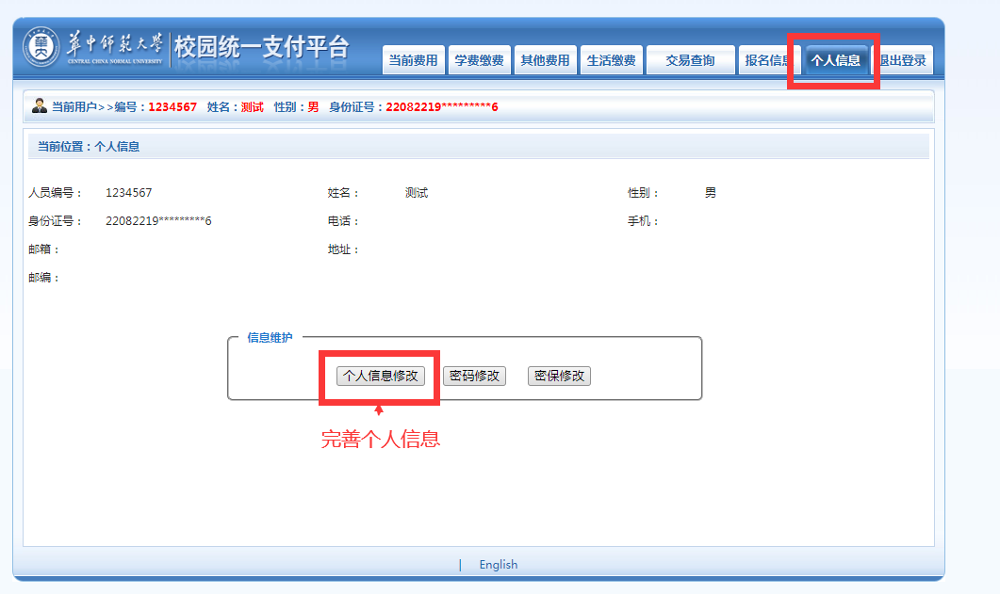 華中师范大學 校园统一支付平台
CENTRAL CHINA NORMAL UNIVERSITY
当前费用 学费缴费 其他费用 生活缴费 交易查询 报名信息 个人信息 退出登录
当前用户>>编号：1234567 姓名：测试 性别：男 身份证号：22082219*********6
当前位置：个人信息
人员编号： 1234567 姓名： 测试 性别： 男
身份证号： 22082219*********6 电话： 手机：
邮箱： 地址：
邮编：
信息维护
个人信息修改 密码修改 密保修改
完善个人信息
| English